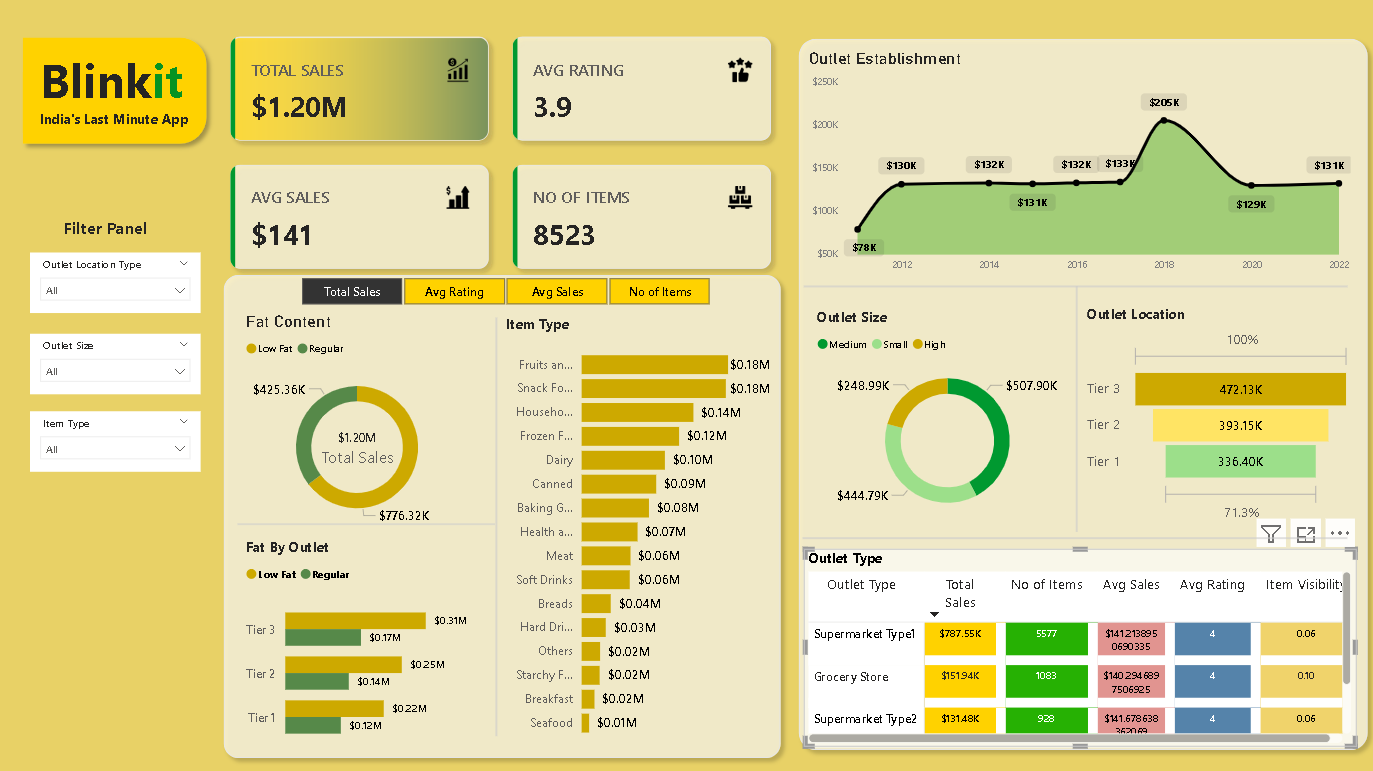 Blinkit
India's Last Minute App
TOTAL SALES
$1.20M
AVG RATING
3.9
AVG SALES
$141
NO OF ITEMS
8523
Filter Panel
Outlet Location Type
All
Outlet Size
All
Item Type
All
Total Sales
Avg Rating
Avg Sales
No of Items
Fat Content
Low Fat
Regular
$425.36K
$1.20M
Total Sales
$776.32K
Fat By Outlet
Low Fat
Regular
Tier 3
$0.31M
$0.17M
Tier 2
$0.25M
$0.14M
Tier 1
$0.22M
$0.12M
Item Type
Fruits an... $0.18M
Snack Fo... $0.18M
Househo... $0.14M
Frozen F... $0.12M
Dairy $0.10M
Canned $0.09M
Baking G... $0.08M
Health a... $0.07M
Meat $0.06M
Soft Drinks $0.06M
Breads $0.04M
Hard Dri... $0.03M
Others $0.02M
Starchy F... $0.02M
Breakfast $0.02M
Seafood $0.01M
Outlet Establishment
$250K
$200K
$150K
$100K
$50K
$78K
$130K
$132K
$131K
$132K
$133K
$205K
$129K
$131K
2012
2014
2016
2018
2020
2022
Outlet Size
Medium
Small
High
$248.99K
$507.90K
$444.79K
Outlet Location
100%
Tier 3 472.13K
Tier 2 393.15K
Tier 1 336.40K
71.3%
Outlet Type
Outlet Type
Total
Sales
No of Items
Avg Sales
Avg Rating
Item Visibility
Supermarket Type1
$787.55K
5577
$141.213895
0690335
4
0.06
Grocery Store
$151.94K
1083
$140.294689
7506925
4
0.10
Supermarket Type2
$131.48K
928
$141.678638
362069
4
0.06